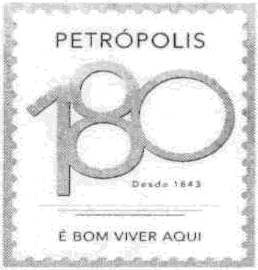 PETRÓPOLIS
180
Desde 1843
É BOM VIVER AQUI